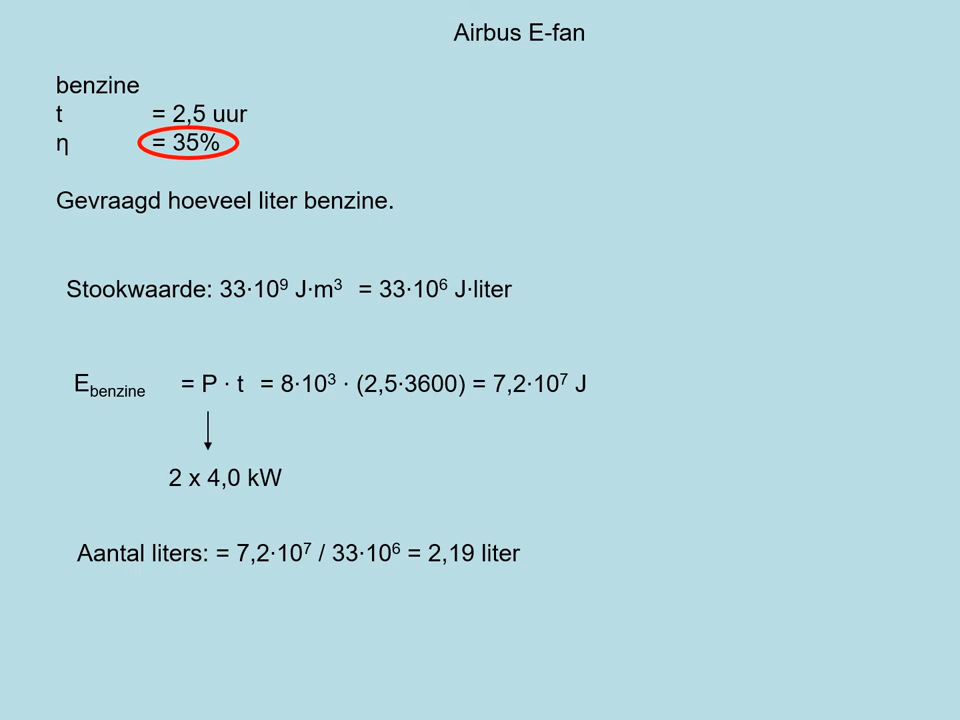 Airbus E-fan
benzine
t = 2,5 uur
η = 35%
Gevraagd hoeveel liter benzine.
Stookwaarde: 33·10⁹ J·m³ = 33·10⁶ J·liter
E_benzine = P · t = 8·10³ · (2,5·3600) = 7,2·10⁷ J
2 x 4,0 kW
Aantal liters: = 7,2·10⁷ / 33·10⁶ = 2,19 liter